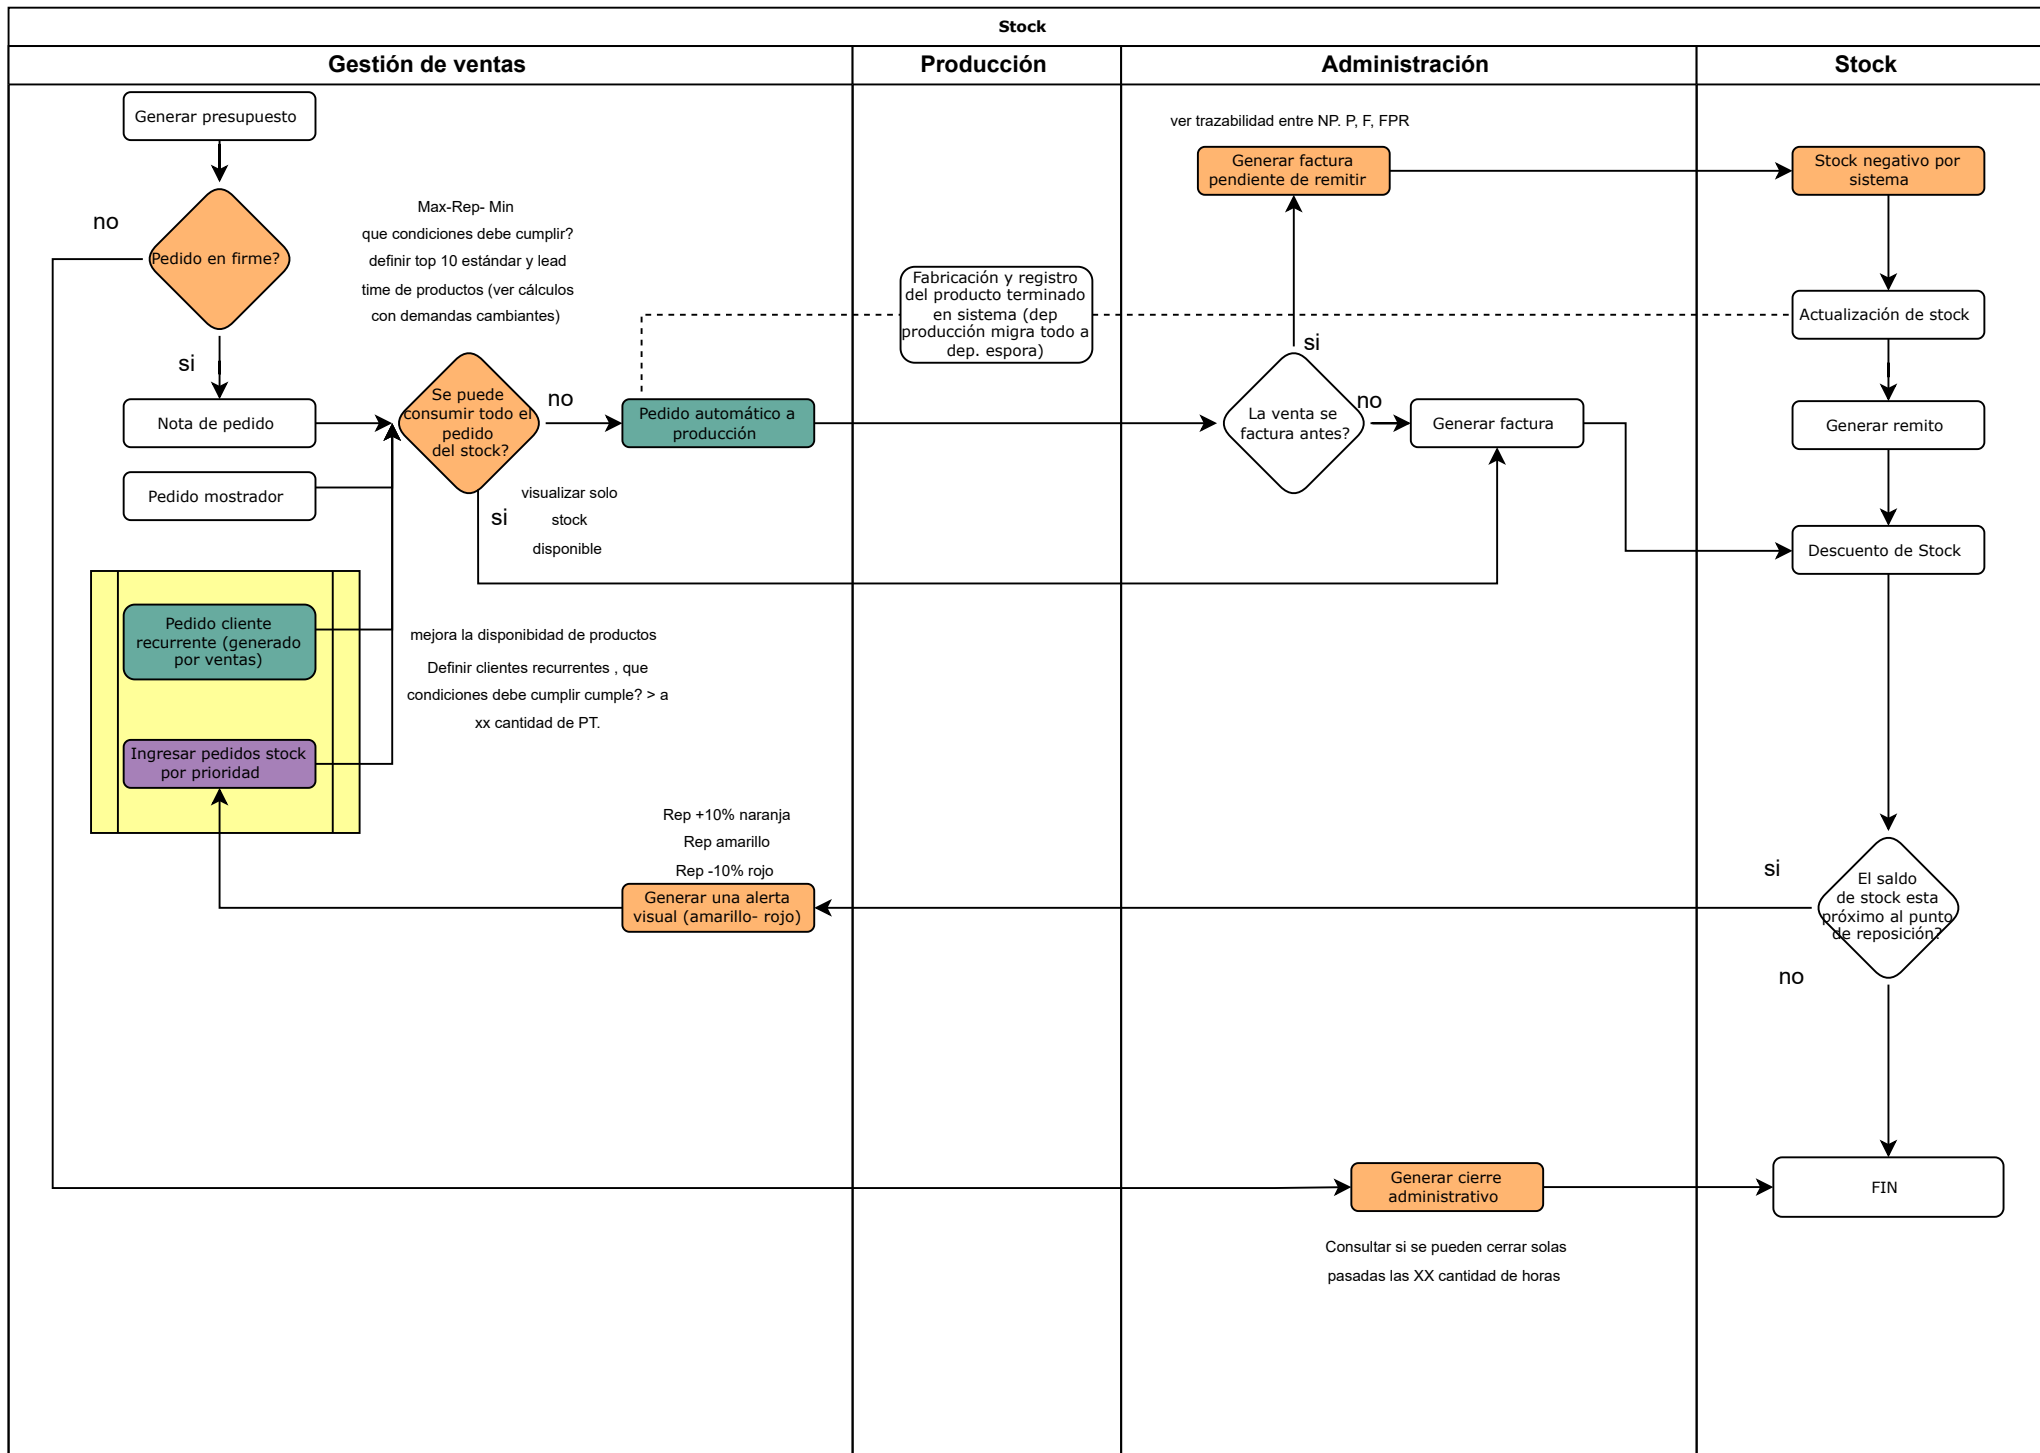 Stock
Gestión de ventas
Producción
Administración
Stock
Generar presupuesto
Pedido en firme?
no
si
Nota de pedido
Pedido mostrador
Max-Rep- Min
que condiciones debe cumplir?
definir top 10 estándar y lead
time de productos (ver cálculos
con demandas cambiantes)
Se puede
consumir todo el
pedido
del stock?
no
si
visualizar solo
stock
disponible
Pedido automático a
producción
Pedido cliente
recurrente (generado
por ventas)
Ingresar pedidos stock
por prioridad
mejora la disponibidad de productos
Definir clientes recurrentes , que
condiciones debe cumplir cumple? > a
xx cantidad de PT.
Rep +10% naranja
Rep amarillo
Rep -10% rojo
Generar una alerta
visual (amarillo- rojo)
Fabricación y registro
del producto terminado
en sistema (dep
producción migra todo a
dep. espora)
ver trazabilidad entre NP. P, F, FPR
Generar factura
pendiente de remitir
si
La venta se
factura antes?
no
Generar factura
Generar cierre
administrativo
Consultar si se pueden cerrar solas
pasadas las XX cantidad de horas
Stock negativo por
sistema
Actualización de stock
Generar remito
Descuento de Stock
si
El saldo
de stock esta
próximo al punto
de reposición?
no
FIN